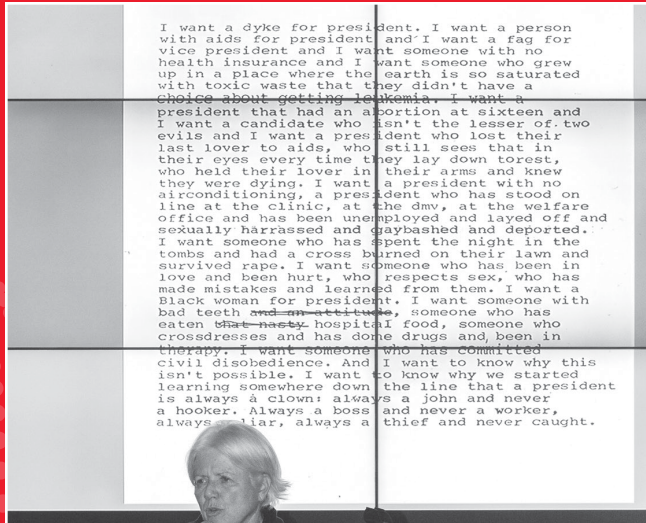 I want a dyke for president. I want a person
with aids for president and I want a fag for
vice president and I want someone with no
health insurance and I want someone who grew
up in a place where the earth is so saturated
with toxic waste that they didn't have a
choice about getting leukemia. I want a
president that had an abortion at sixteen and
I want a candidate who isn't the lesser of two
evils and I want a president who lost their
last lover to aids, who still sees that in
their eyes every time they lay down torest,
who held their lover in their arms and knew
they were dying. I want a president with no
airconditioning, a president who has stood on
line at the clinic, at the dmv, at the welfare
office and has been unemployed and layed off and
sexually harrassed and gaybashed and deported.
I want someone who has spent the night in the
tombs and had a cross burned on their lawn and
survived rape. I want someone who has been in
love and been hurt, who respects sex, who has
made mistakes and learned from them. I want a
Black woman for president. I want someone with
bad teeth and an attitude, someone who has
eaten that nasty hospital food, someone who
crossdresses and has done drugs and been in
therapy. I want someone who has committed
civil disobedience. And I want to know why this
isn't possible. I want to know why we started
learning somewhere down the line that a president
is always a clown: always a john and never
a hooker. Always a boss and never a worker,
always a liar, always a thief and never caught.